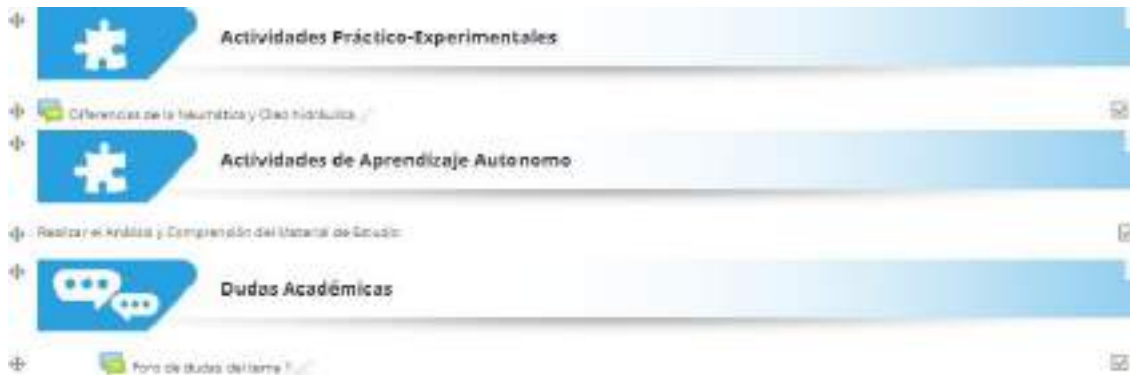 Actividades Práctico-Experimentales
Diferencias de la Neumática y Oleo hidráulica
Actividades de Aprendizaje Autonomo
Realizar el Análisis y Comprensión del Material de Estudio
Dudas Académicas
Foro de dudas del tema